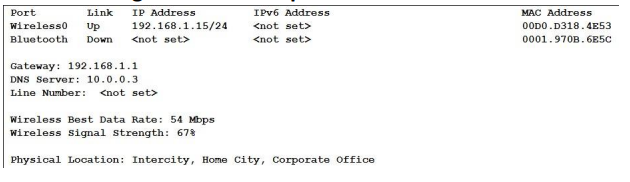 Port Link IP Address IPv6 Address MAC Address
Wireless0 Up 192.168.1.15/24 <not set> 00D0.D318.4E53
Bluetooth Down <not set> <not set> 0001.970B.6E5C
Gateway: 192.168.1.1
DNS Server: 10.0.0.3
Line Number: <not set>
Wireless Best Data Rate: 54 Mbps
Wireless Signal Strength: 67%
Physical Location: Intercity, Home City, Corporate Office